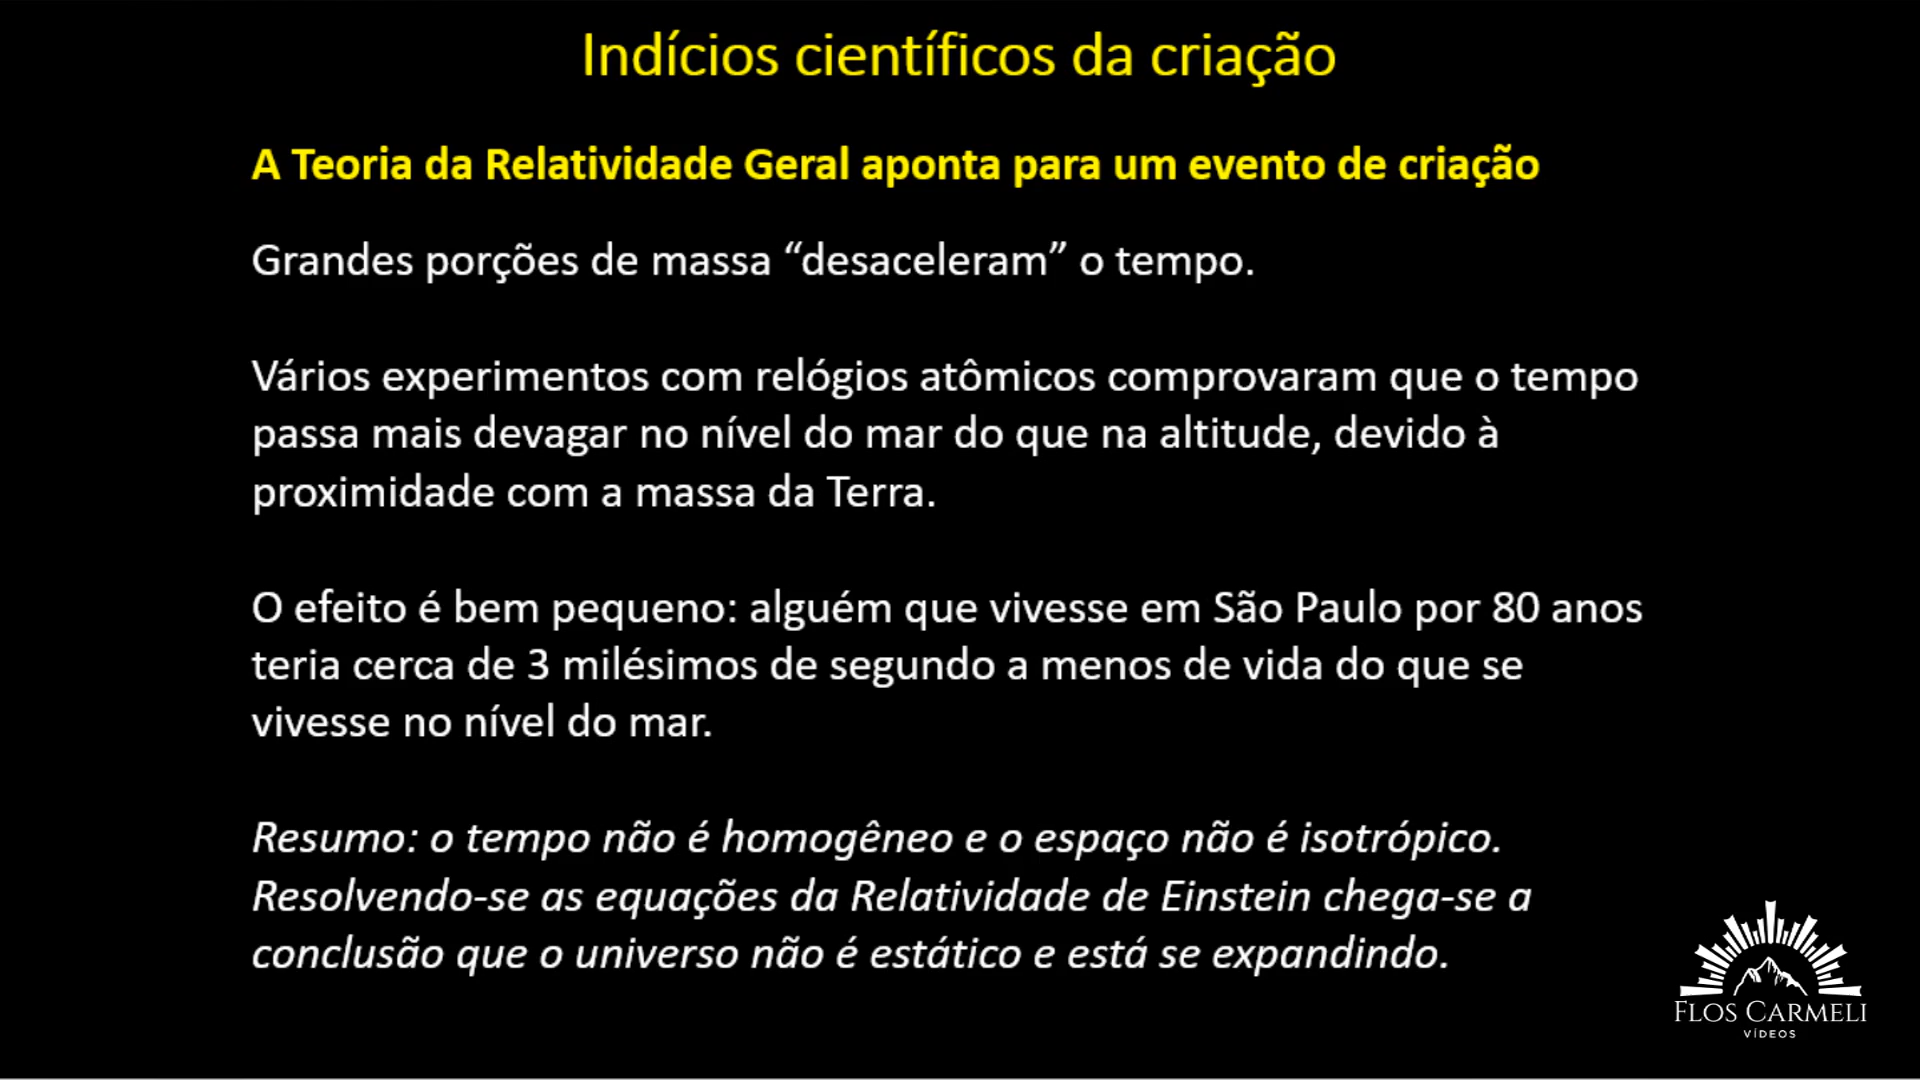 Indícios científicos da criação
A Teoria da Relatividade Geral aponta para um evento de criação
Grandes porções de massa “desaceleram” o tempo.
Vários experimentos com relógios atômicos comprovaram que o tempo
passa mais devagar no nível do mar do que na altitude, devido à
proximidade com a massa da Terra.
O efeito é bem pequeno: alguém que vivesse em São Paulo por 80 anos
teria cerca de 3 milésimos de segundo a menos de vida do que se
vivesse no nível do mar.
Resumo: o tempo não é homogêneo e o espaço não é isotrópico.
Resolvendo-se as equações da Relatividade de Einstein chega-se a
conclusão que o universo não é estático e está se expandindo.
FLOS CARMELI
VÍDEOS